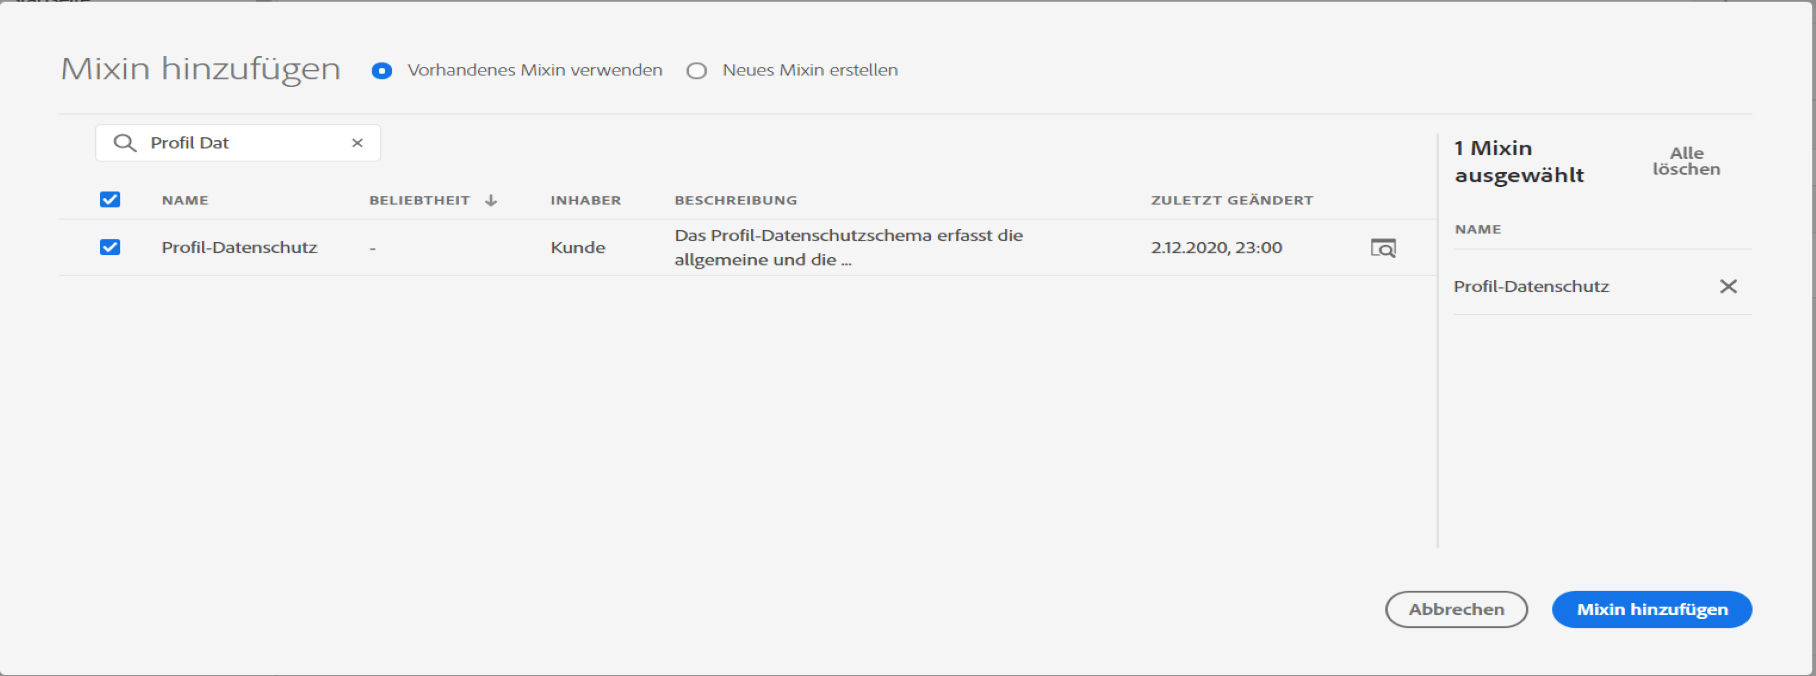 Mixin hinzufügen
Vorhandenes Mixin verwenden
Neues Mixin erstellen
Profil Dat
NAME
BELIEBTHEIT
INHABER
BESCHREIBUNG
ZULETZT GEÄNDERT
Profil-Datenschutz
-
Kunde
Das Profil-Datenschutzschema erfasst die
allgemeine und die ...
2.12.2020, 23:00
1 Mixin
ausgewählt
Alle
löschen
NAME
Profil-Datenschutz
Abbrechen
Mixin hinzufügen